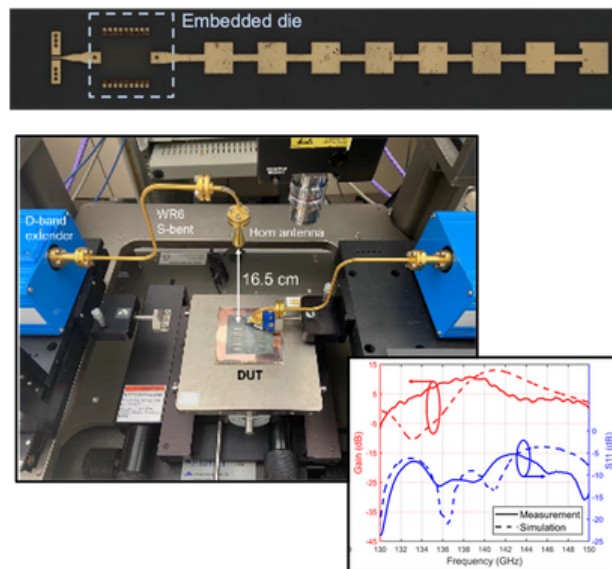 Embedded die
D-band
extender
WR6
S-bent
Horn antenna
16.5 cm
DUT
15
5
-5
-15
-25
-35
-45
Gain (dB)
0
-5
-10
-15
-20
-25
S11 (dB)
Measurement
Simulation
130 132 134 136 138 140 142 144 146 148 150
Frequency (GHz)